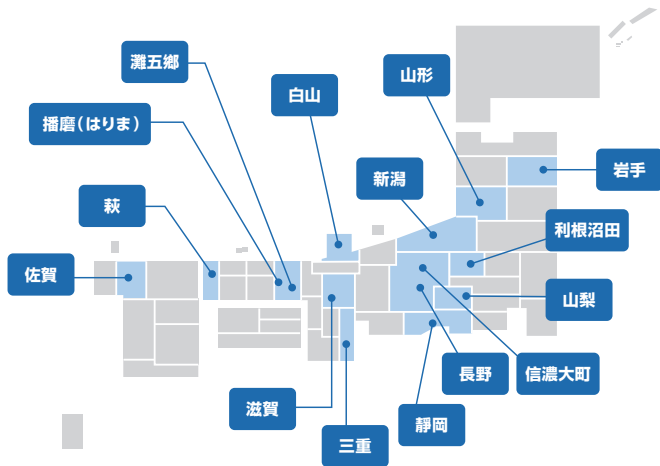 灘五郷
山形
白山
播磨(はりま)
岩手
新潟
萩
利根沼田
佐賀
山梨
長野
信濃大町
滋賀
静岡
三重